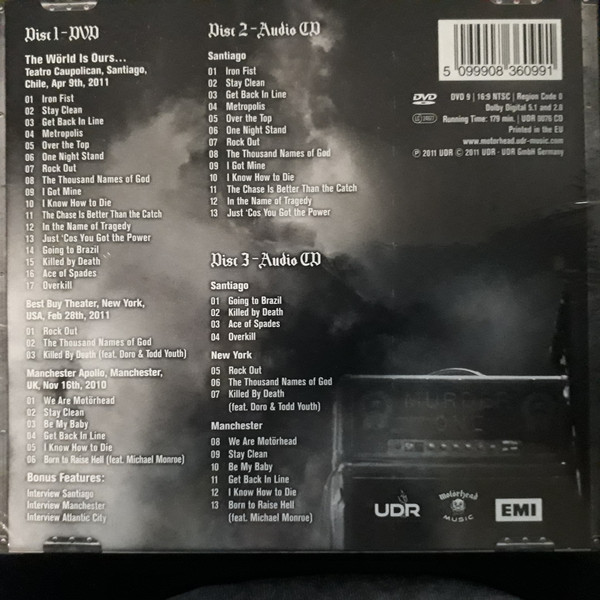 Disc 1 - DVD
The Wörld Is Ours...
Teatro Caupolican, Santiago,
Chile, Apr 9th, 2011
01 Iron Fist
02 Stay Clean
03 Get Back In Line
04 Metropolis
05 Over the Top
06 One Night Stand
07 Rock Out
08 The Thousand Names of God
09 I Got Mine
10 I Know How to Die
11 The Chase Is Better Than the Catch
12 In the Name of Tragedy
13 Just 'Cos You Got the Power
14 Going to Brazil
15 Killed by Death
16 Ace of Spades
17 Overkill
Best Buy Theater, New York,
USA, Feb 28th, 2011
01 Rock Out
02 The Thousand Names of God
03 Killed By Death (feat. Doro & Todd Youth)
Manchester Apollo, Manchester,
UK, Nov 16th, 2010
01 We Are Motörhead
02 Stay Clean
03 Be My Baby
04 Get Back in Line
05 I Know How to Die
06 Born to Raise Hell (feat. Michael Monroe)
Bonus Features:
Interview Santiago
Interview Manchester
Interview Atlantic City
Disc 2 - Audio CD
Santiago
01 Iron Fist
02 Stay Clean
03 Get Back In Line
04 Metropolis
05 Over the Top
06 One Night Stand
07 Rock Out
08 The Thousand Names of God
09 I Got Mine
10 I Know How to Die
11 The Chase Is Better Than the Catch
12 In the Name of Tragedy
13 Just 'Cos You Got the Power
Disc 3 - Audio CD
Santiago
01 Going to Brazil
02 Killed by Death
03 Ace of Spades
04 Overkill
New York
05 Rock Out
06 The Thousand Names of God
07 Killed By Death
(feat. Doro & Todd Youth)
Manchester
08 We Are Motörhead
09 Stay Clean
10 Be My Baby
11 Get Back in Line
12 I Know How to Die
13 Born to Raise Hell
(feat. Michael Monroe)
5 099908 360991
DVD
DVD 9 | 16:9 NTSC | Region Code 0
Dolby Digital 5.1 and 2.0
Running Time: 179 min. | UDR 0076 CD
Printed in the EU
www.motorhead.udr-music.com
℗ 2011 UDR © 2011 UDR · UDR GmbH Germany
MURDER
ONE
UDR
Motörhead
MUSIC
EMI